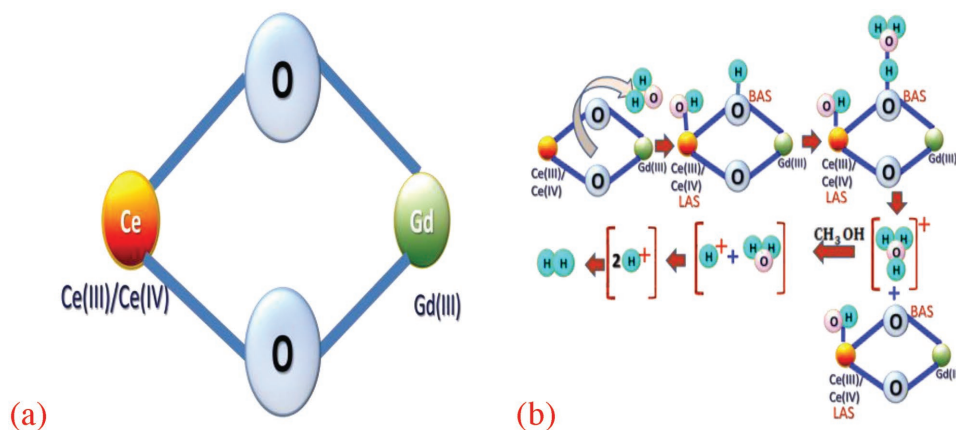 O
Ce
Gd
Ce(III)/Ce(IV)
Gd(III)
O
(a)
H
H
O
O
O
Ce(III)/
Ce(IV)
Gd(III)
H
O H
O
BAS
O
Ce(III)/
Ce(IV)
LAS
Gd(III)
H H
O
H
O H
O
BAS
O
Ce(III)/
Ce(IV)
LAS
Gd(III)
H H
[ 2 H + ]
[ H + + H H O ]
CH3OH
[ H H O H ] +
+
O H
O
BAS
O
Ce(III)/
Ce(IV)
LAS
Gd(I
(b)